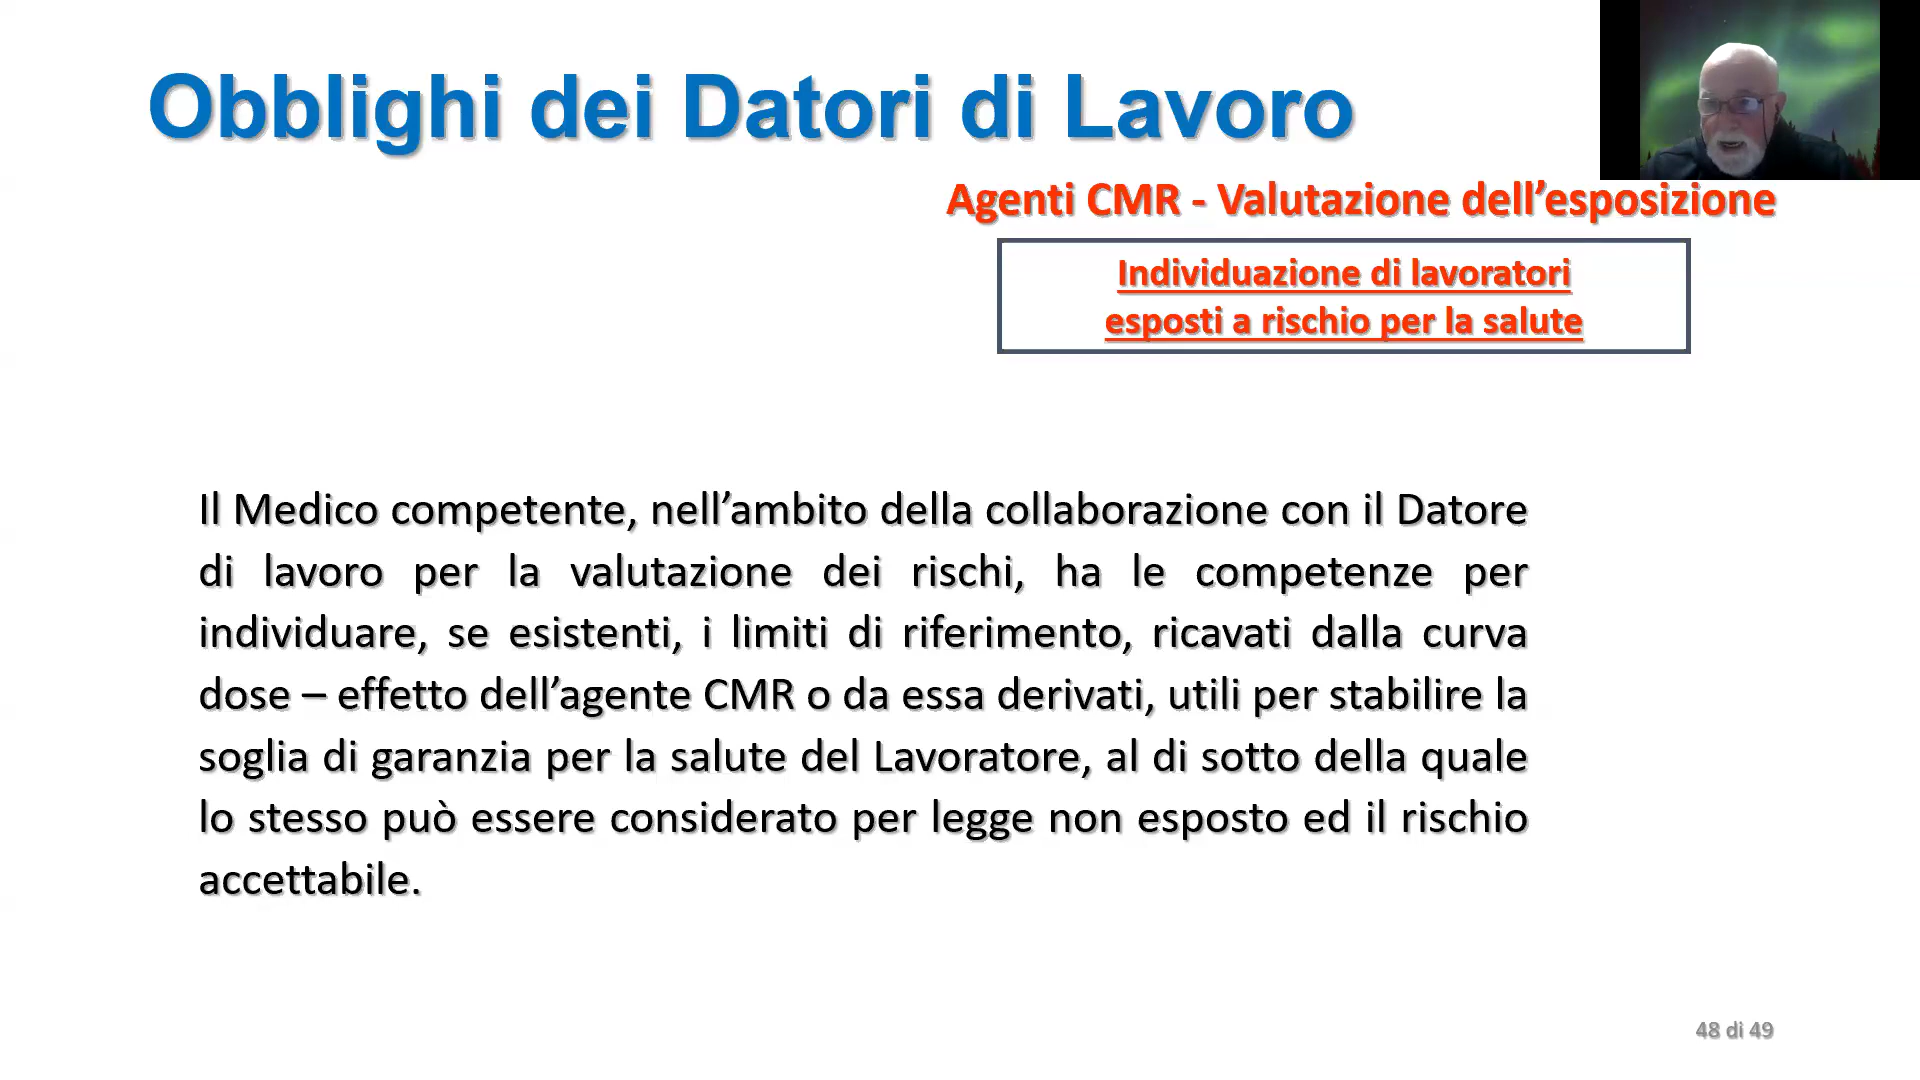 Obblighi dei Datori di Lavoro
Agenti CMR - Valutazione dell’esposizione
Individuazione di lavoratori
esposti a rischio per la salute
Il Medico competente, nell’ambito della collaborazione con il Datore
di lavoro per la valutazione dei rischi, ha le competenze per
individuare, se esistenti, i limiti di riferimento, ricavati dalla curva
dose – effetto dell’agente CMR o da essa derivati, utili per stabilire la
soglia di garanzia per la salute del Lavoratore, al di sotto della quale
lo stesso può essere considerato per legge non esposto ed il rischio
accettabile.
48 di 49